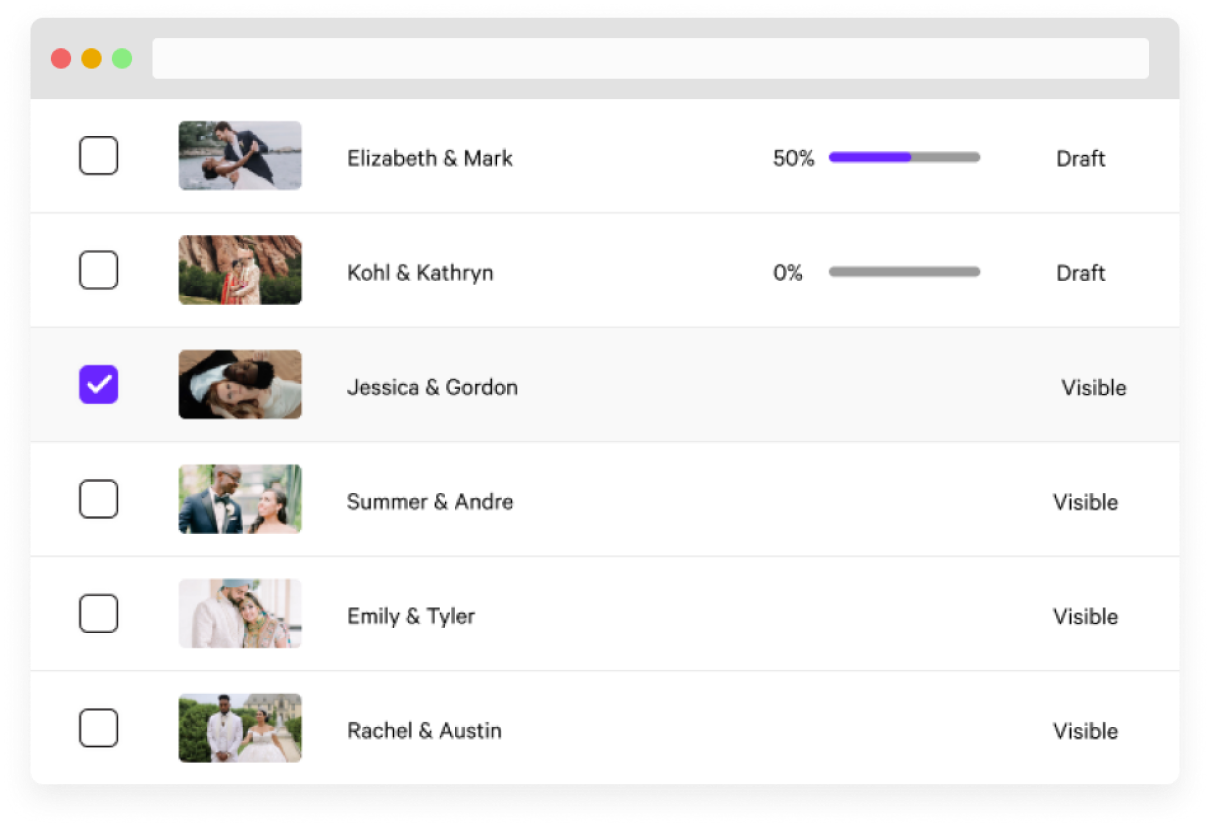 Elizabeth & Mark 50% Draft
Kohl & Kathryn 0% Draft
Jessica & Gordon Visible
Summer & Andre Visible
Emily & Tyler Visible
Rachel & Austin Visible